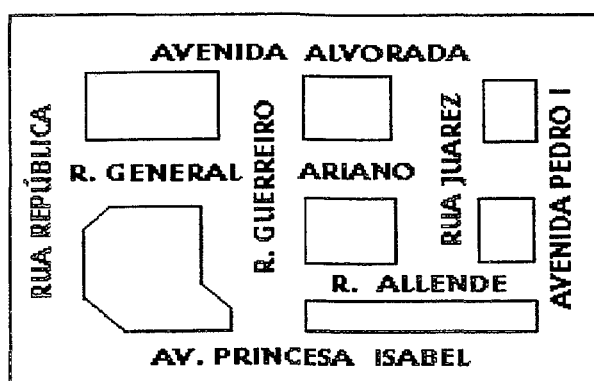 AVENIDA ALVORADA
RUA REPÚBLICA
R. GUERREIRO
RUA JUAREZ
AVENIDA PEDRO I
R. GENERAL ARIANO
R. ALLENDE
AV. PRINCESA ISABEL